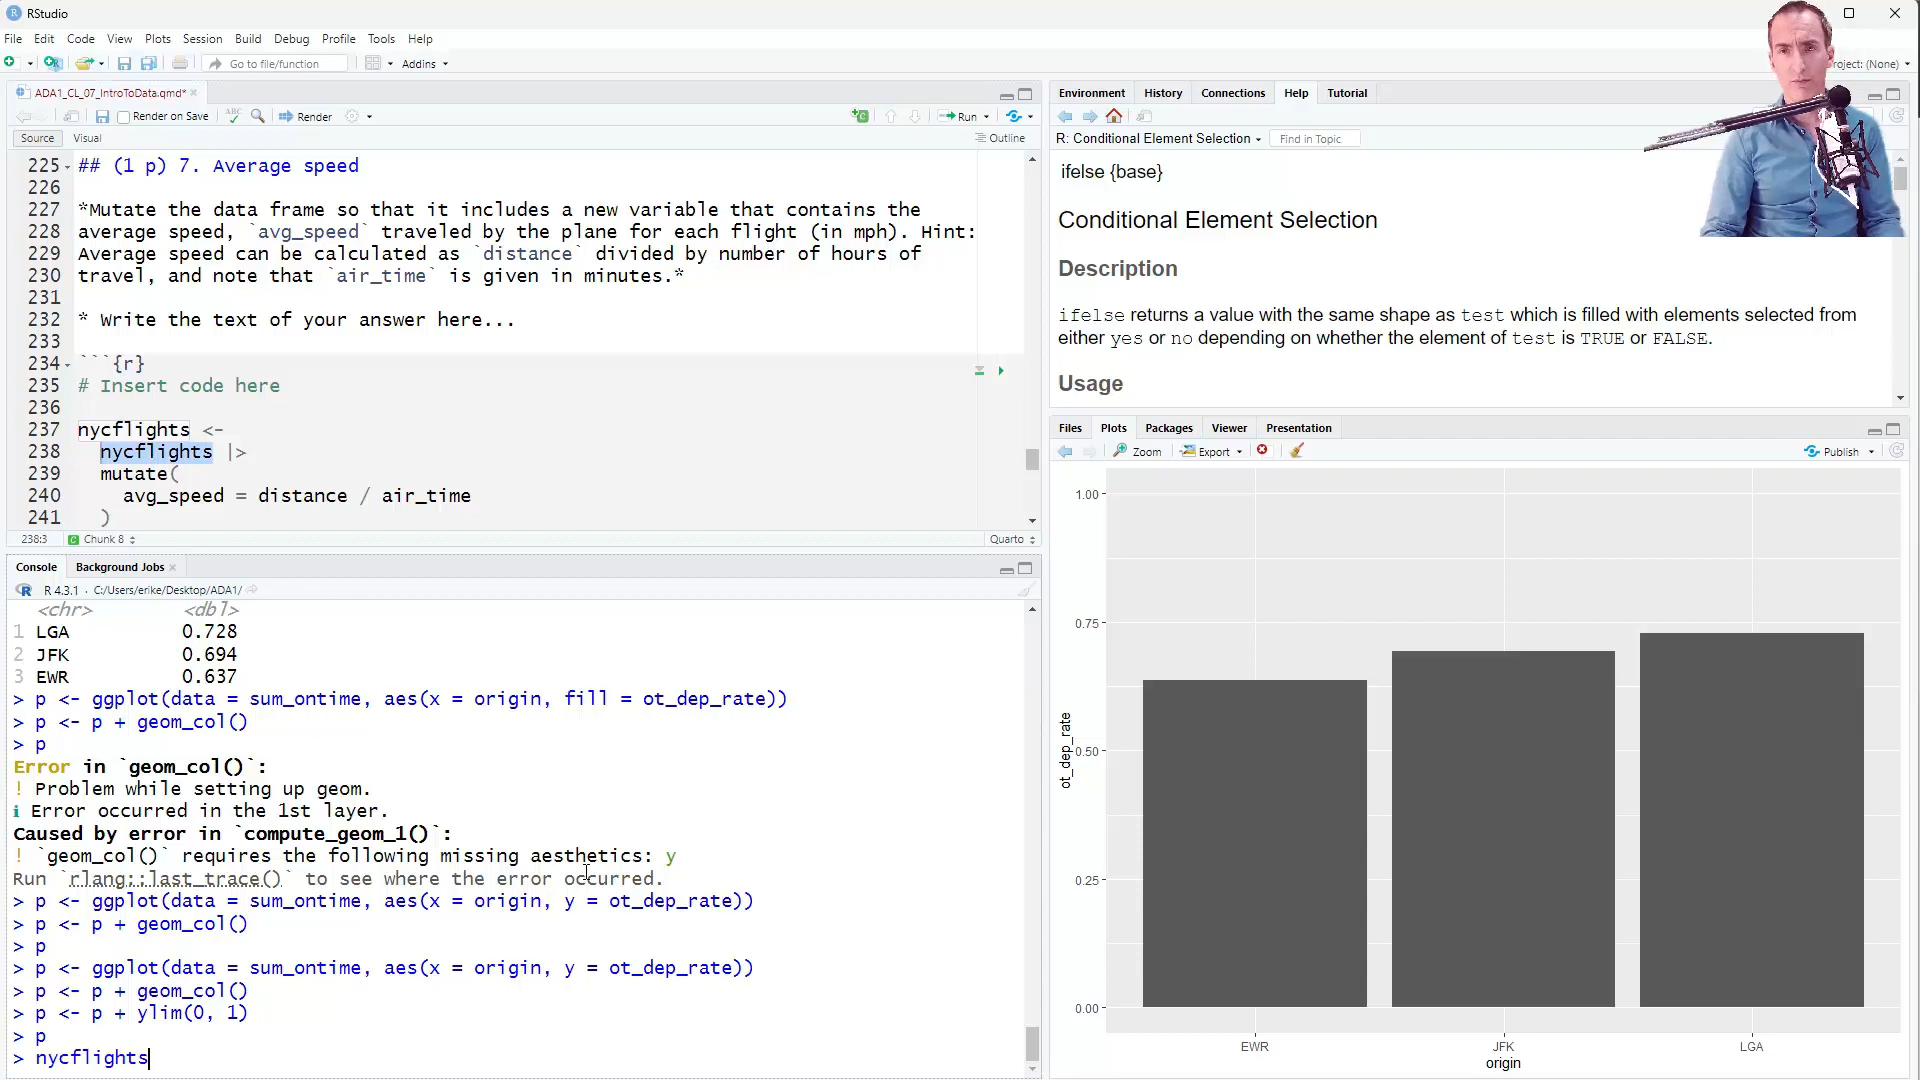 RStudio
File Edit Code View Plots Session Build Debug Profile Tools Help
Go to file/function Addins
roject: (None)
ADA1_CL_07_IntroToData.qmd*
Render on Save ABC Render Run
Source Visual Outline
225 ## (1 p) 7. Average speed
226
227 *Mutate the data frame so that it includes a new variable that contains the
228 average speed, `avg_speed` traveled by the plane for each flight (in mph). Hint:
229 Average speed can be calculated as `distance` divided by number of hours of
230 travel, and note that `air_time` is given in minutes.*
231
232 * Write the text of your answer here...
233
234 ```{r}
235 # Insert code here
236
237 nycflights <-
238 nycflights |>
239 mutate(
240 avg_speed = distance / air_time
241 )
238:3 Chunk 8 Quarto
Console Background Jobs
R 4.3.1 · C:/Users/erike/Desktop/ADA1/
<chr> <dbl>
1 LGA 0.728
2 JFK 0.694
3 EWR 0.637
> p <- ggplot(data = sum_ontime, aes(x = origin, fill = ot_dep_rate))
> p <- p + geom_col()
> p
Error in `geom_col()`:
! Problem while setting up geom.
ℹ Error occurred in the 1st layer.
Caused by error in `compute_geom_1()`:
! `geom_col()` requires the following missing aesthetics: y
Run `rlang::last_trace()` to see where the error occurred.
> p <- ggplot(data = sum_ontime, aes(x = origin, y = ot_dep_rate))
> p <- p + geom_col()
> p
> p <- ggplot(data = sum_ontime, aes(x = origin, y = ot_dep_rate))
> p <- p + geom_col()
> p <- p + ylim(0, 1)
> p
> nycflights
Environment History Connections Help Tutorial
R: Conditional Element Selection Find in Topic
ifelse {base}
Conditional Element Selection
Description
ifelse returns a value with the same shape as test which is filled with elements selected from
either yes or no depending on whether the element of test is TRUE or FALSE.
Usage
Files Plots Packages Viewer Presentation
Zoom Export Publish
1.00
0.75
0.50
0.25
0.00
ot_dep_rate
EWR JFK LGA
origin